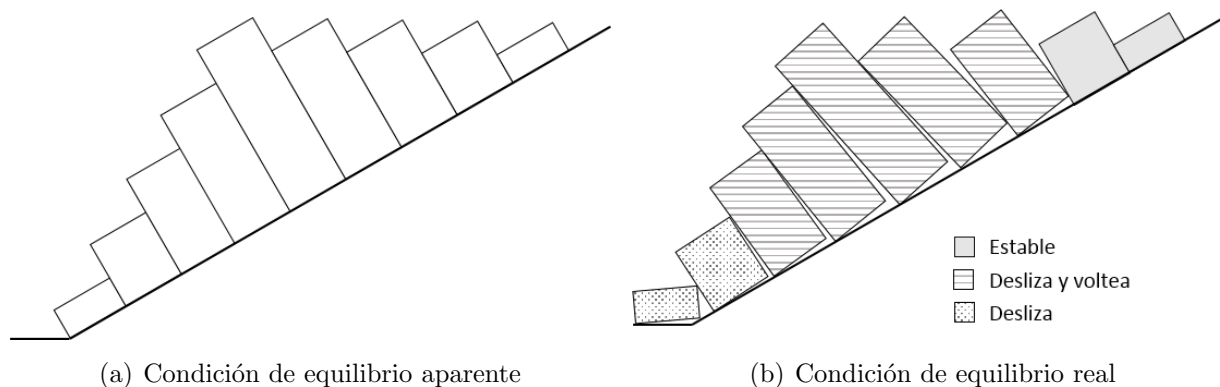 Estable
Desliza y voltea
Desliza
(a) Condición de equilibrio aparente
(b) Condición de equilibrio real